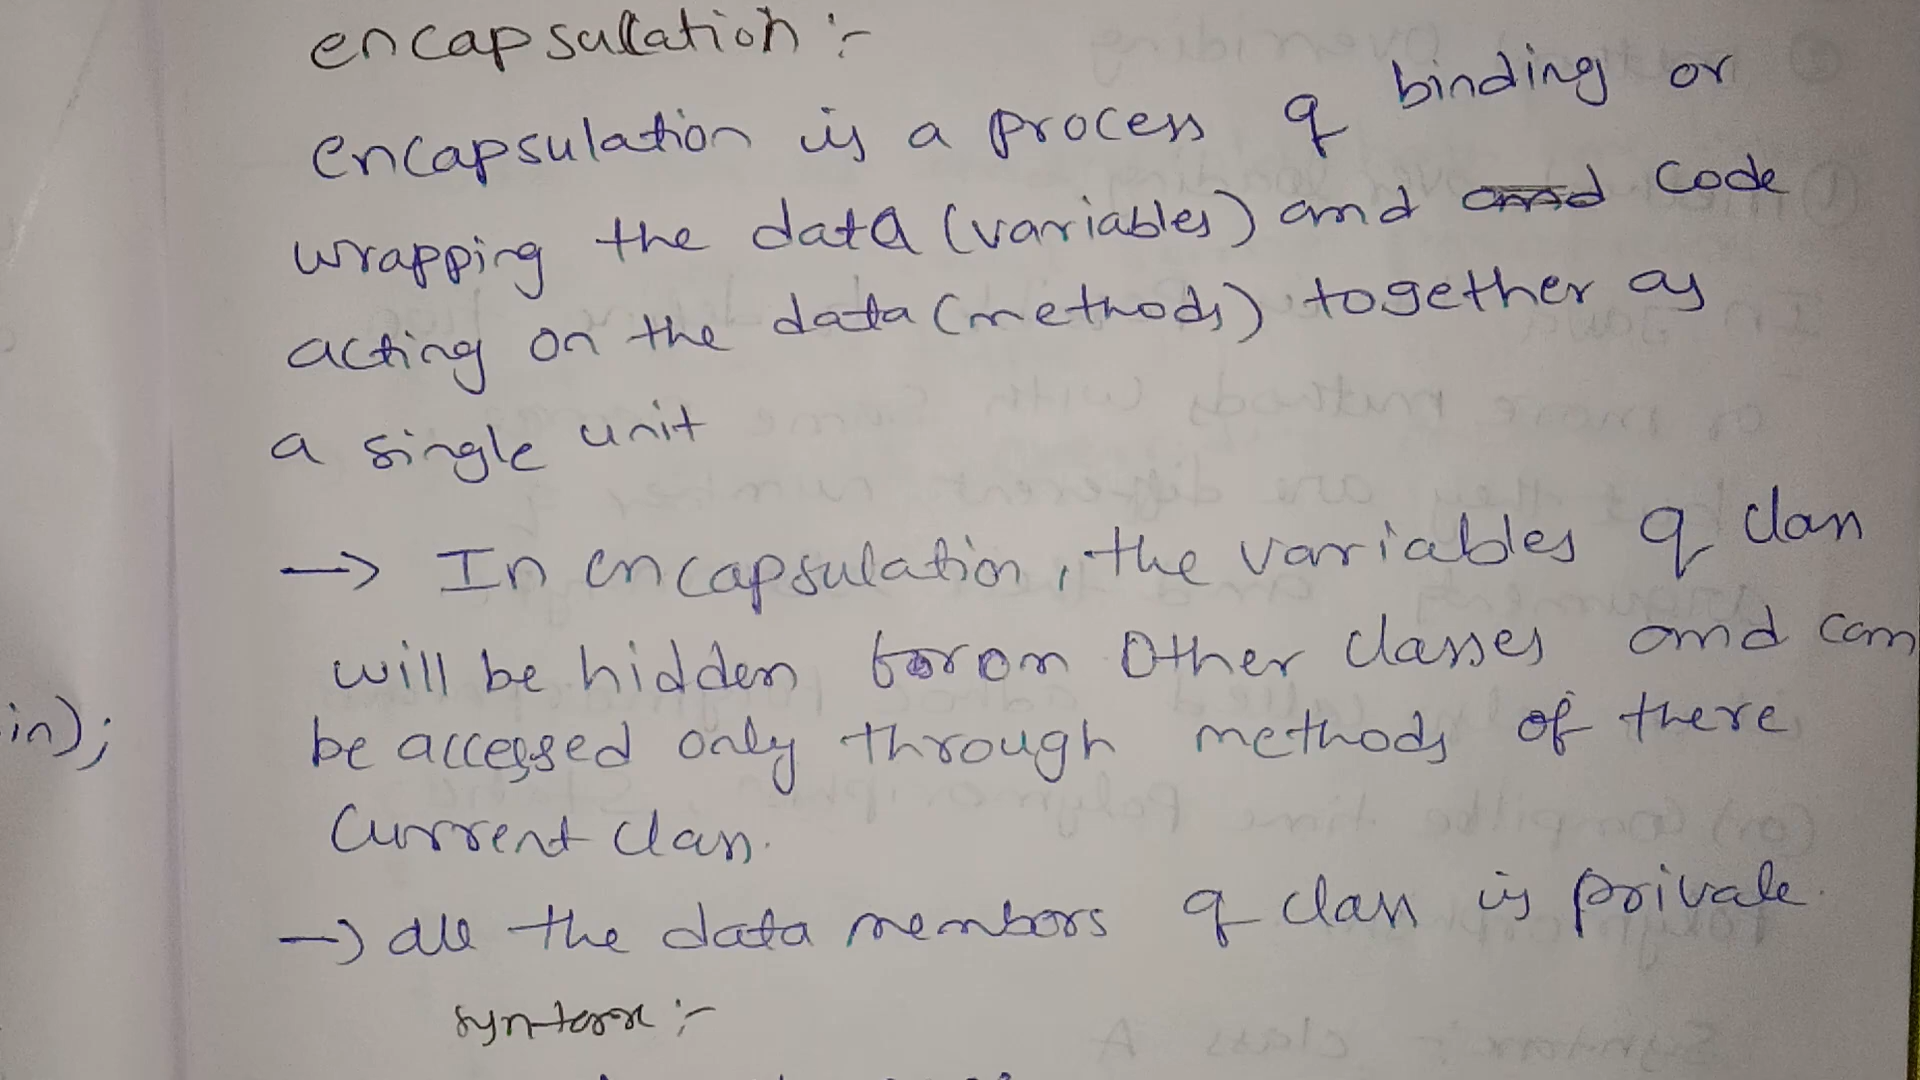 encapsulation :-
encapsulation is a process of binding or
wrapping the data (variables) and and code
acting on the data (methods) together as
a single unit
→ In encapsulation, the variables of class
will be hidden from other classes and can
be accessed only through methods of there
in);
current class.
→ all the data members of class is private.
syntax :-